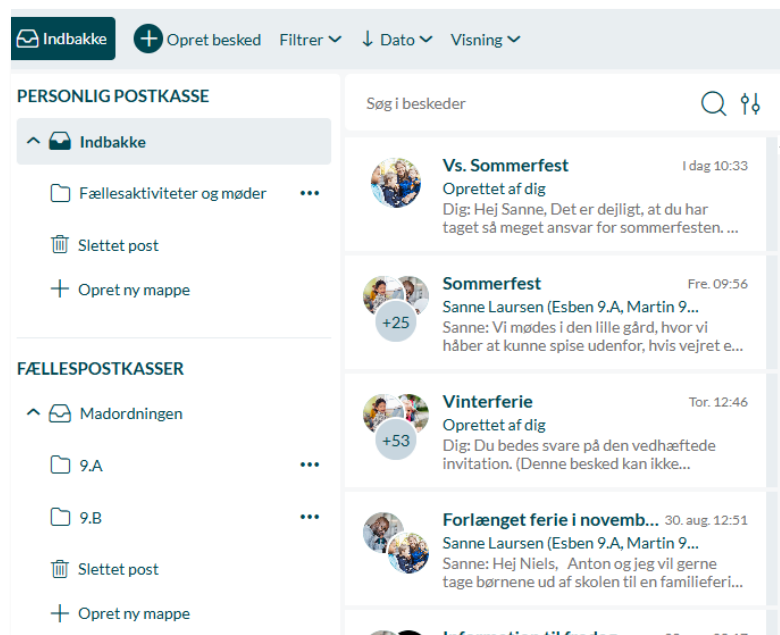 Indbakke
Opret besked
Filtrer
Dato
Visning
PERSONLIG POSTKASSE
Indbakke
Fællesaktiviteter og møder
Slettet post
Opret ny mappe
FÆLLESPOSTKASSER
Madordningen
9.A
9.B
Slettet post
Opret ny mappe
Søg i beskeder
Vs. Sommerfest I dag 10:33
Oprettet af dig
Dig: Hej Sanne, Det er dejligt, at du har
taget så meget ansvar for sommerfesten. ...
+25
Sommerfest Fre. 09:56
Sanne Laursen (Esben 9.A, Martin 9...
Sanne: Vi mødes i den lille gård, hvor vi
håber at kunne spise udenfor, hvis vejret e...
+53
Vinterferie Tor. 12:46
Oprettet af dig
Dig: Du bedes svare på den vedhæftede
invitation. (Denne besked kan ikke...
Forlænget ferie i novemb... 30. aug. 12:51
Sanne Laursen (Esben 9.A, Martin 9...
Sanne: Hej Niels, Anton og jeg vil gerne
tage børnene ud af skolen til en familieferi...